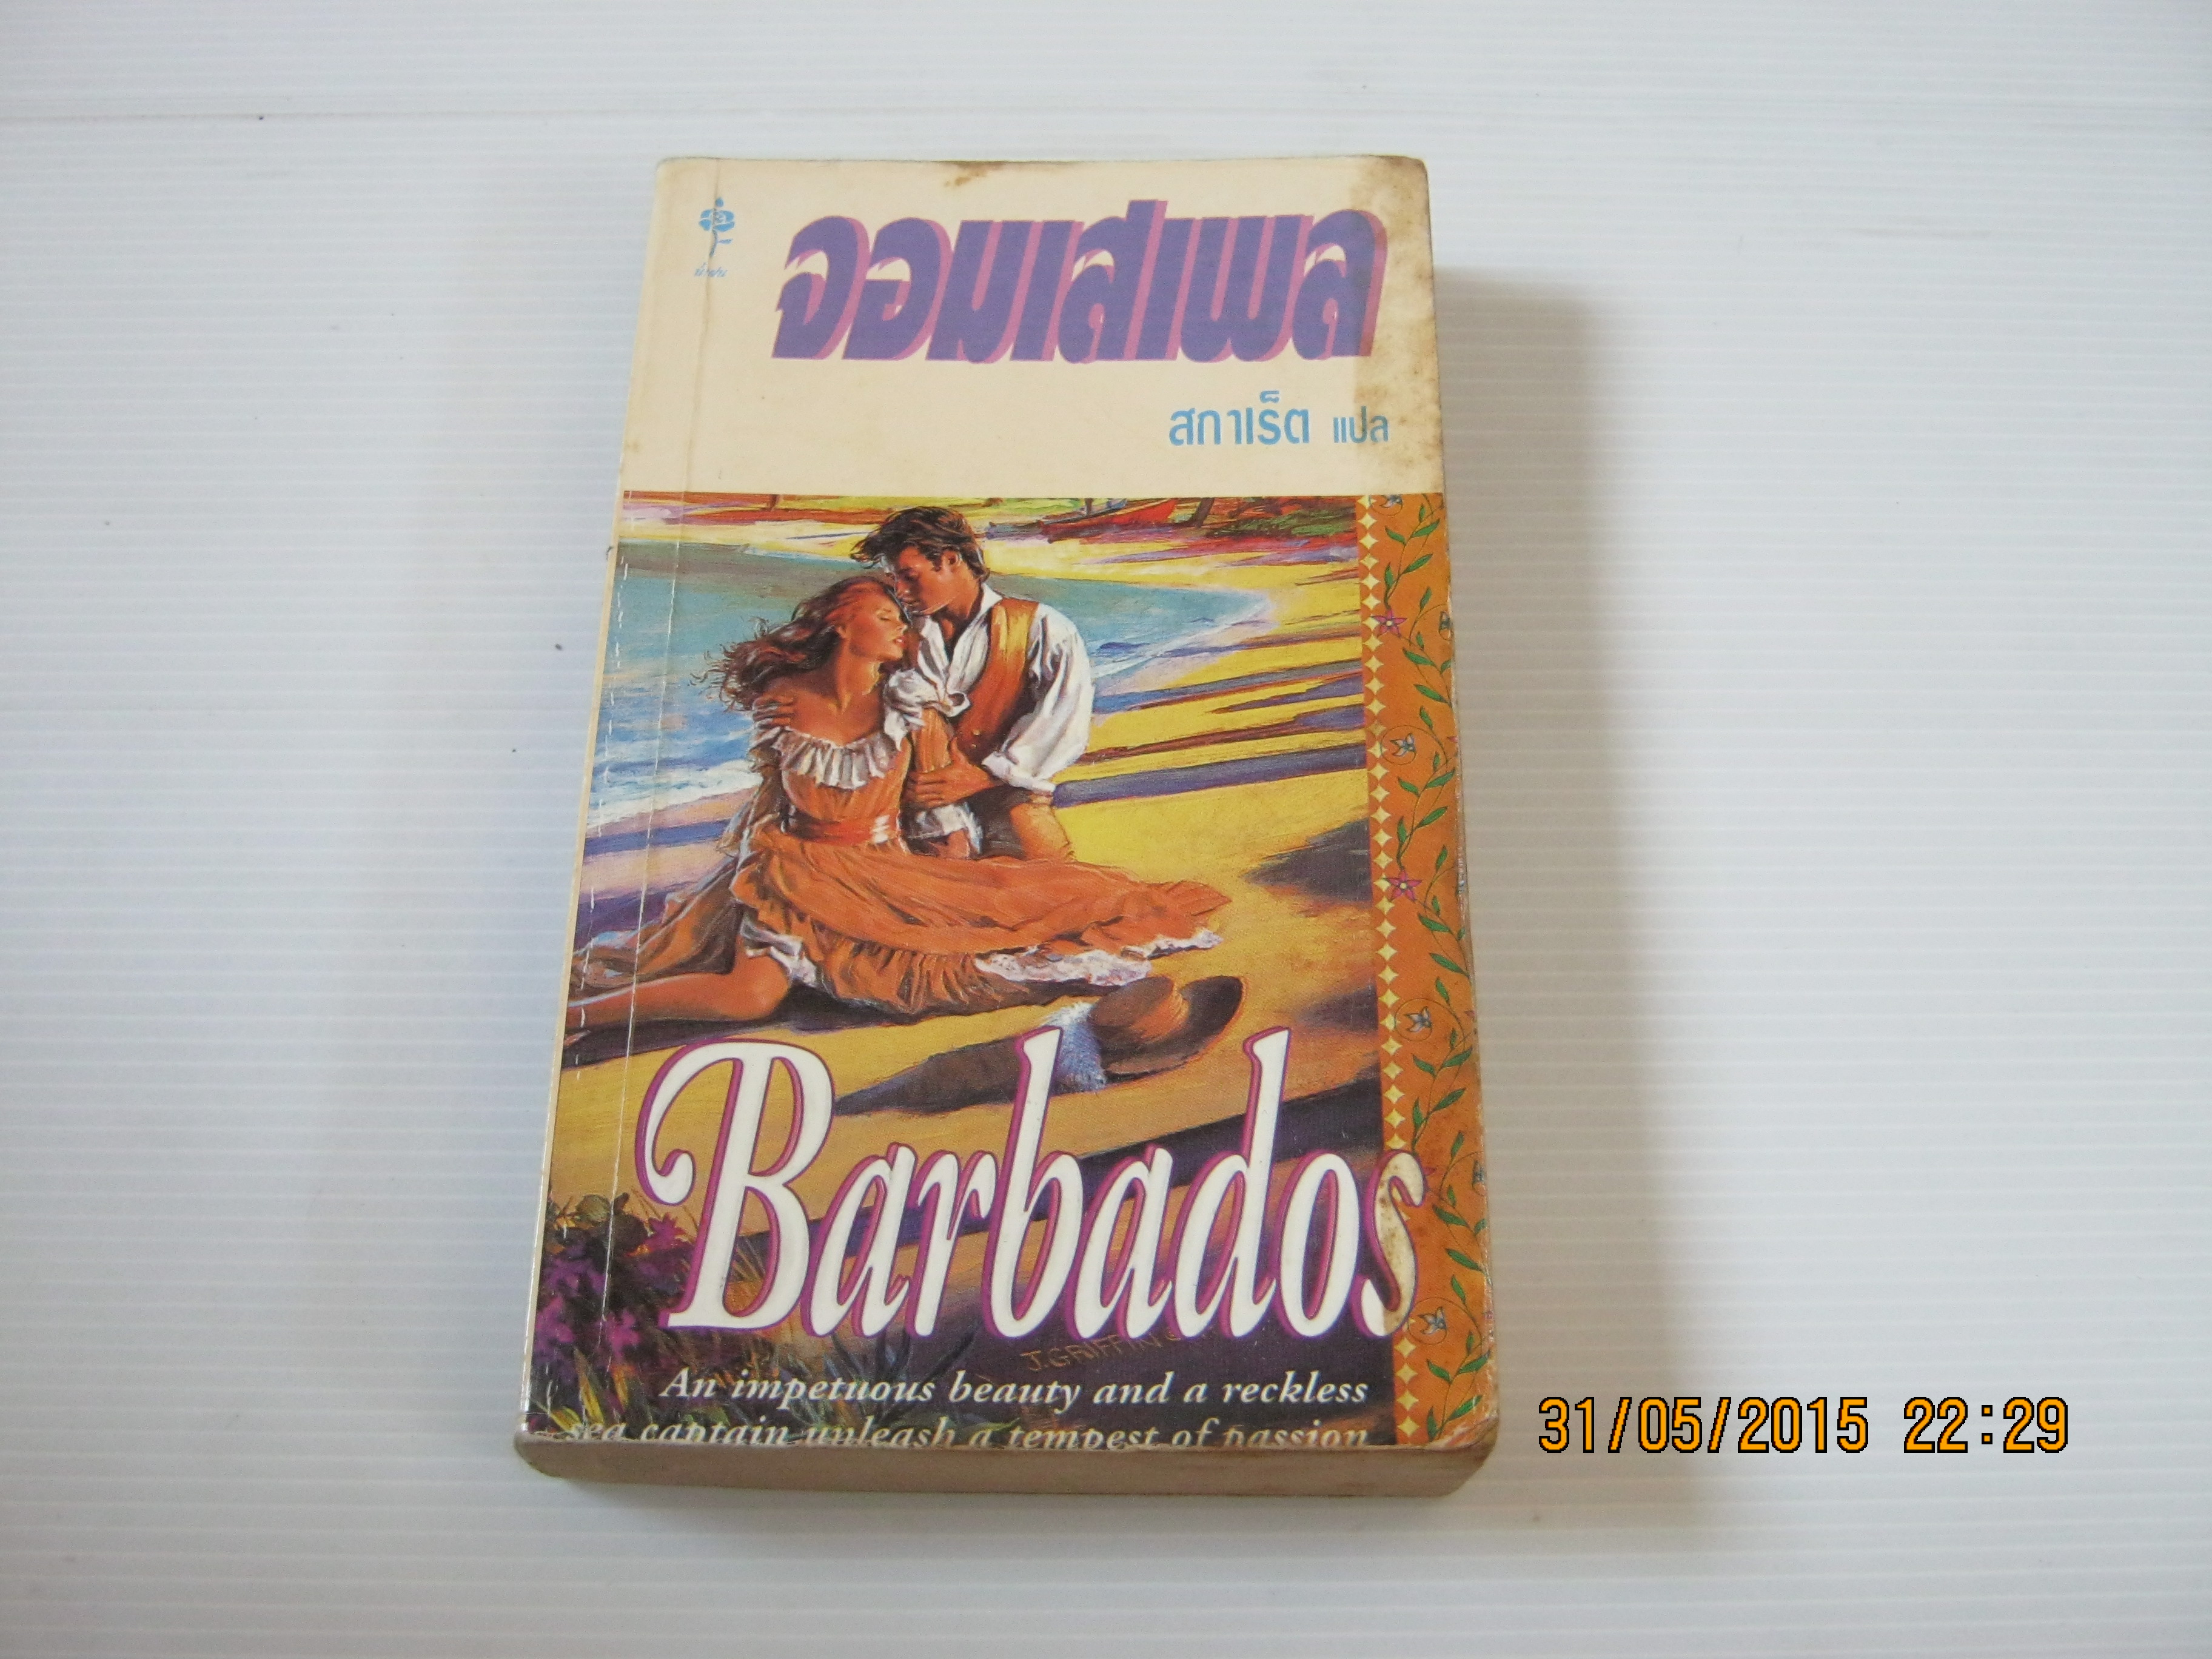 จอมเสเพล
สกาเร็ต แปล
Barbados
J. GRIFFIN
An impetuous beauty and a reckless
sea captain unleash a tempest of passion
31/05/2015 22:29